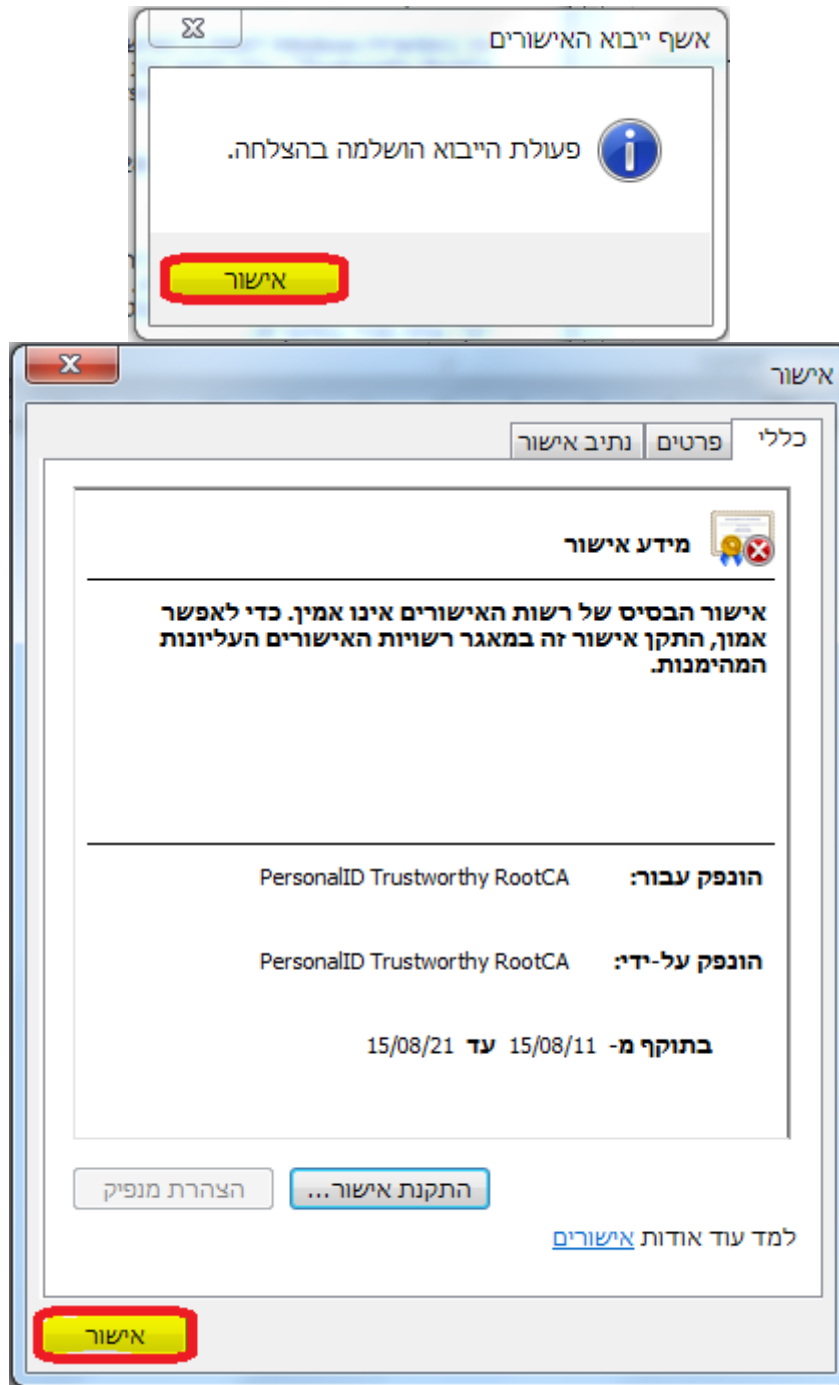 אשף ייבוא האישורים
פעולת הייבוא הושלמה בהצלחה.
אישור
אישור
כללי פרטים נתיב אישור
מידע אישור
אישור הבסיס של רשות האישורים אינו אמין. כדי לאפשר
אמון, התקן אישור זה במאגר רשויות האישורים העליונות
המהימנות.
הונפק עבור: PersonalID Trustworthy RootCA
הונפק על-ידי: PersonalID Trustworthy RootCA
בתוקף מ- 15/08/11 עד 15/08/21
התקנת אישור... הצהרת מנפיק
למד עוד אודות אישורים
אישור